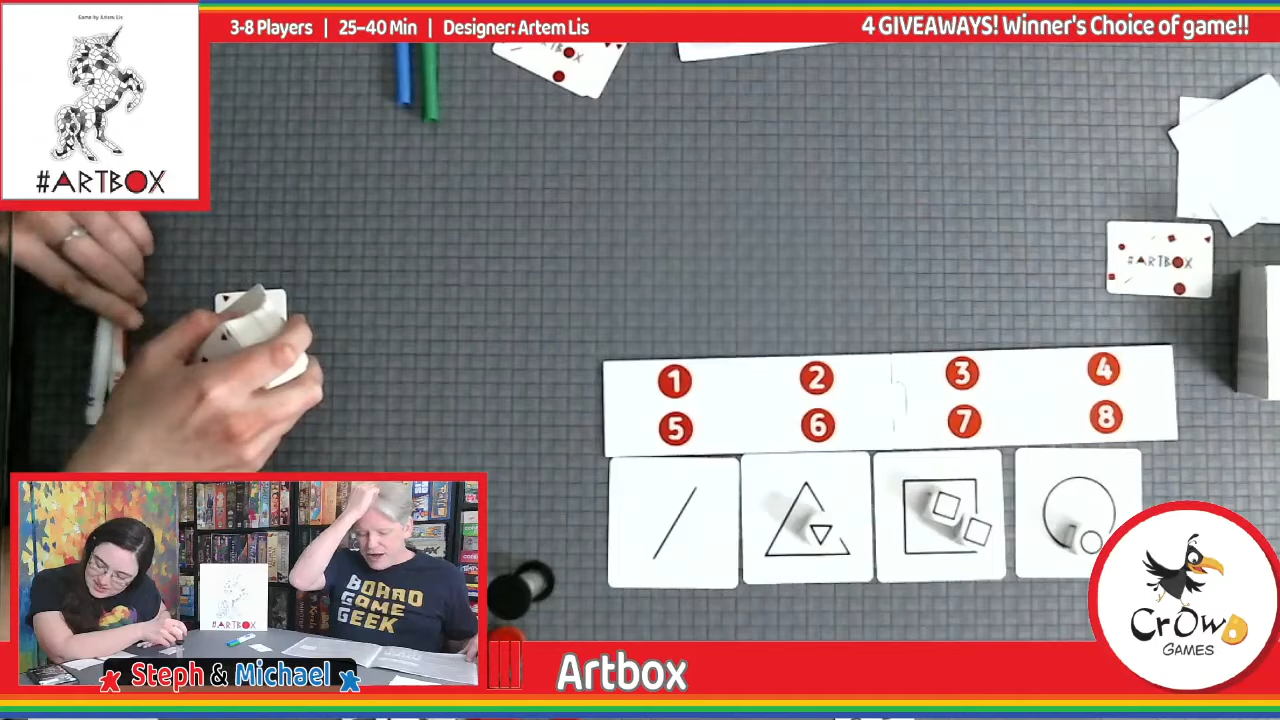 3-8 Players | 25-40 Min | Designer: Artem Lis
4 GIVEAWAYS! Winner's Choice of game!!
Game by Artem Lis
#ARTBOX
#ARTBOX
1 2 3 4
5 6 7 8
BOARD
GAME
GEEK
#ARTBOX
Steph & Michael
Artbox
CrOwD
GAMES